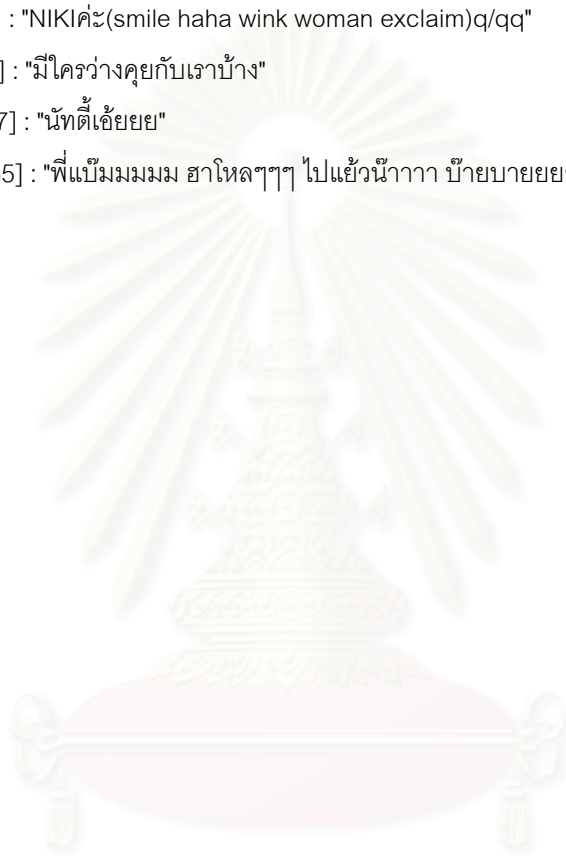 : "NIKIค่ะ(smile haha wink woman exclaim)q/qq"
] : "มีใครว่างคุยกับเราบ้าง"
7] : "นัทตี้เอ้ยยย"
5] : "พี่แบ๊มมมมมม ฮาโหลๆๆๆ ไปแย้วน๊าาาา บ๊ายบายยย